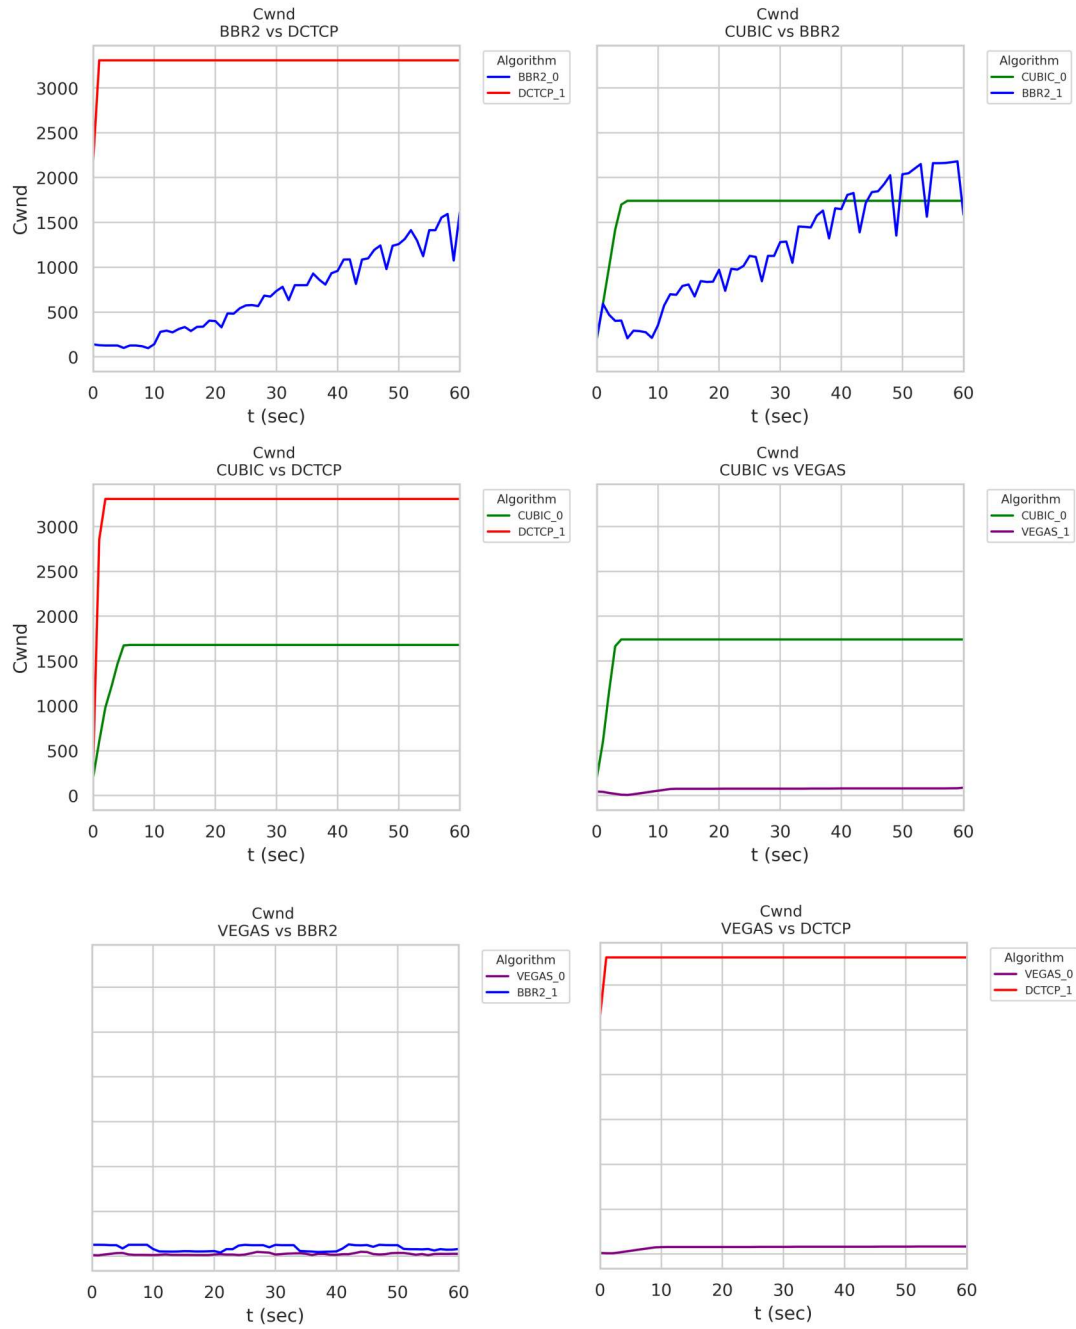 Cwnd
BBR2 vs DCTCP
3000
2500
2000
1500
1000
500
0
Cwnd
0 10 20 30 40 50 60
t (sec)
Algorithm
BBR2_0
DCTCP_1
Cwnd
CUBIC vs BBR2
0 10 20 30 40 50 60
t (sec)
Algorithm
CUBIC_0
BBR2_1
Cwnd
CUBIC vs DCTCP
3000
2500
2000
1500
1000
500
0
Cwnd
0 10 20 30 40 50 60
t (sec)
Algorithm
CUBIC_0
DCTCP_1
Cwnd
CUBIC vs VEGAS
0 10 20 30 40 50 60
t (sec)
Algorithm
CUBIC_0
VEGAS_1
Cwnd
VEGAS vs BBR2
0 10 20 30 40 50 60
t (sec)
Algorithm
VEGAS_0
BBR2_1
Cwnd
VEGAS vs DCTCP
0 10 20 30 40 50 60
t (sec)
Algorithm
VEGAS_0
DCTCP_1